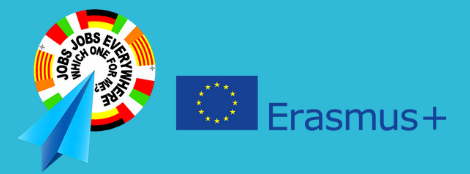 JOBS JOBS EVERYWHERE
WHICH ONE FOR ME?
Erasmus+